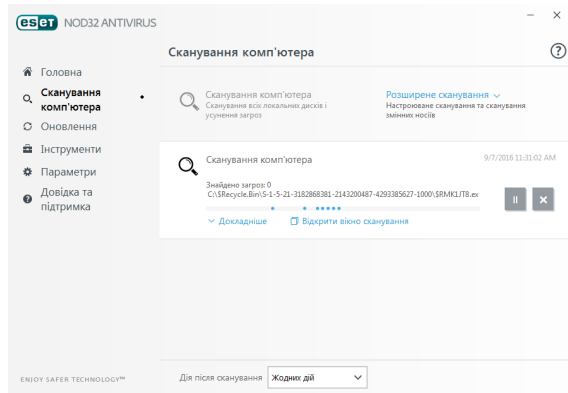 eset NOD32 ANTIVIRUS
Сканування комп'ютера
?
Головна
Сканування
комп'ютера
Оновлення
Інструменти
Параметри
Довідка та
підтримка
Сканування комп'ютера
Сканування всіх локальних дисків і
усунення загроз
Розширене сканування
Настроюване сканування та сканування
змінних носіїв
Сканування комп'ютера
9/7/2016 11:31:02 AM
Знайдено загроз: 0
C:\$Recycle.Bin\S-1-5-21-3182868381-2143200487-4293385627-1000\$RMK1JT8.ex
Докладніше
Відкрити вікно сканування
ENJOY SAFER TECHNOLOGY™
Дія після сканування Жодних дій